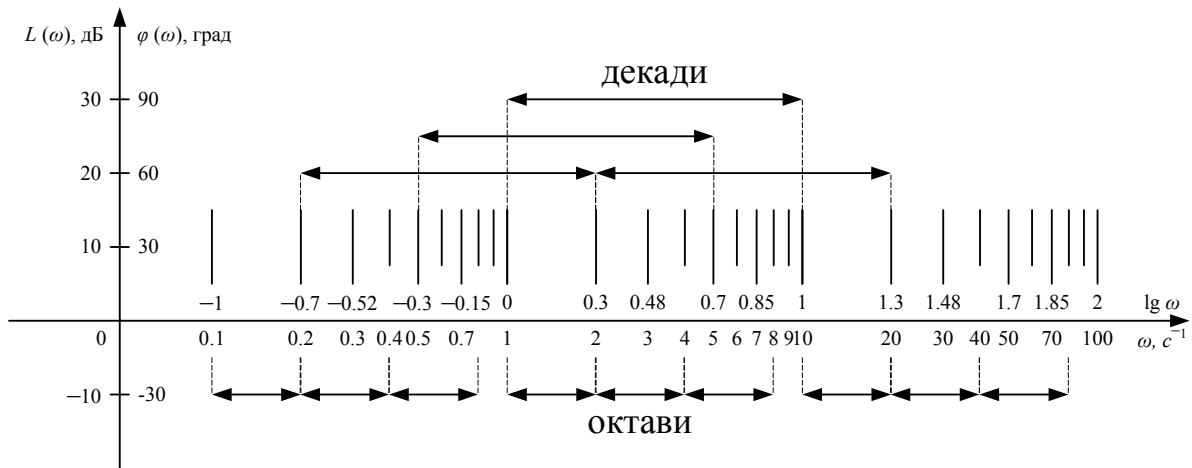 L (ω), дБ φ (ω), град
декади
30 90
20 60
10 30
−1 −0.7 −0.52 −0.3 −0.15 0 0.3 0.48 0.7 0.85 1 1.3 1.48 1.7 1.85 2 lg ω
0 0.1 0.2 0.3 0.4 0.5 0.7 1 2 3 4 5 6 7 8 9 10 20 30 40 50 70 100 ω, c⁻¹
−10 -30
октави